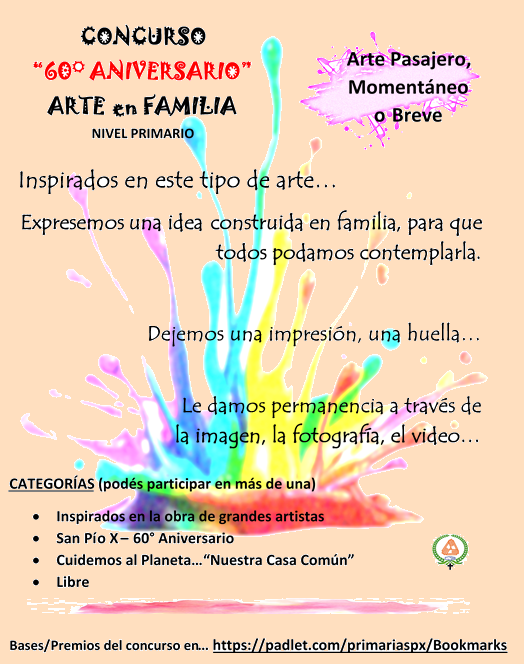 CONCURSO
“60° ANIVERSARIO”
ARTE en FAMILIA
NIVEL PRIMARIO
Arte Pasajero,
Momentáneo
o Breve
Inspirados en este tipo de arte…
Expresemos una idea construida en familia, para que
todos podamos contemplarla.
Dejemos una impresión, una huella…
Le damos permanencia a través de
la imagen, la fotografía, el video…
CATEGORÍAS (podés participar en más de una)
• Inspirados en la obra de grandes artistas
• San Pío X – 60° Aniversario
• Cuidemos al Planeta…“Nuestra Casa Común”
• Libre
Bases/Premios del concurso en… https://padlet.com/primariaspx/Bookmarks